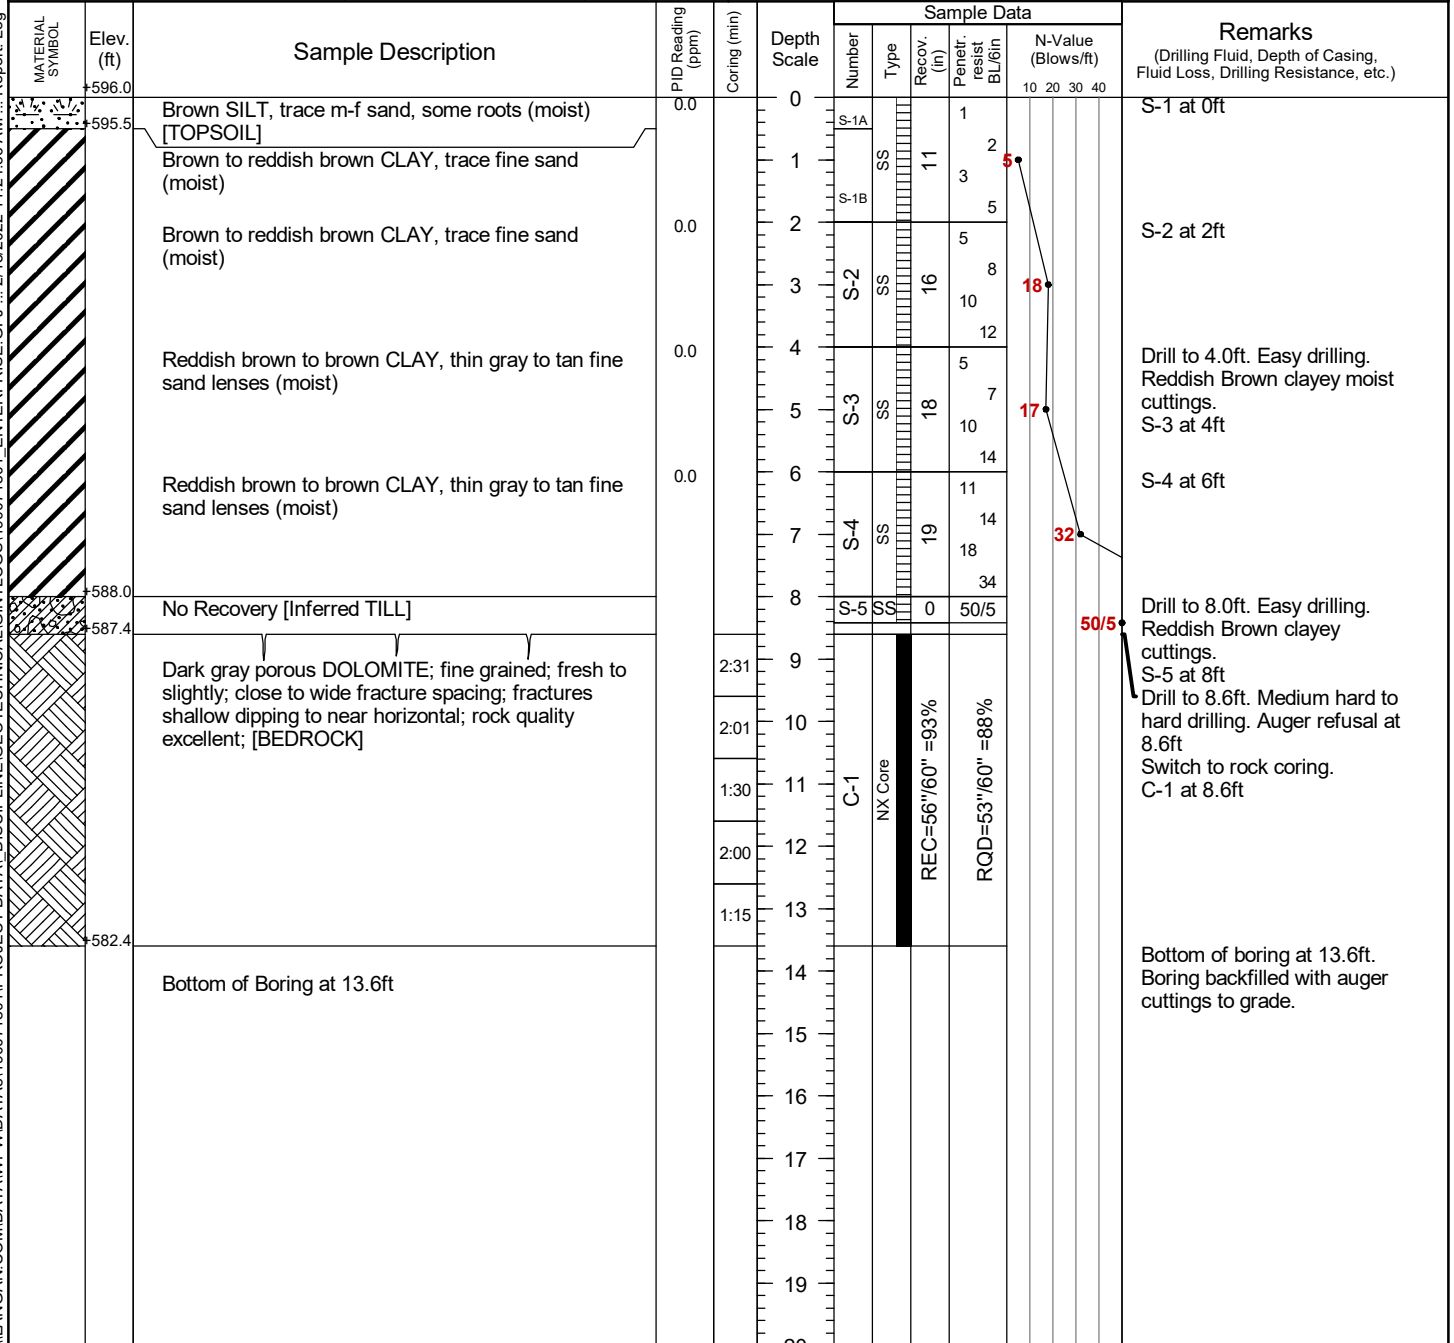 MATERIAL
SYMBOL
Elev.
(ft)
+596.0
Sample Description
PID Reading
(ppm)
Coring (min)
Depth
Scale
Sample Data
Number
Type
Recov.
(in)
Penetr.
resist
BL/6in
N-Value
(Blows/ft)
10 20 30 40
Remarks
(Drilling Fluid, Depth of Casing,
Fluid Loss, Drilling Resistance, etc.)
+595.5
+588.0
+587.4
+582.4
Brown SILT, trace m-f sand, some roots (moist)
[TOPSOIL]
Brown to reddish brown CLAY, trace fine sand
(moist)
Brown to reddish brown CLAY, trace fine sand
(moist)
Reddish brown to brown CLAY, thin gray to tan fine
sand lenses (moist)
Reddish brown to brown CLAY, thin gray to tan fine
sand lenses (moist)
No Recovery [Inferred TILL]
Dark gray porous DOLOMITE; fine grained; fresh to
slightly; close to wide fracture spacing; fractures
shallow dipping to near horizontal; rock quality
excellent; [BEDROCK]
Bottom of Boring at 13.6ft
0.0
0.0
0.0
0.0
2:31
2:01
1:30
2:00
1:15
0
1
2
3
4
5
6
7
8
9
10
11
12
13
14
15
16
17
18
19
S-1A
S-1B
SS
11
1
2
3
5
S-2
SS
16
5
8
10
12
S-3
SS
18
5
7
10
14
S-4
SS
19
11
14
18
34
S-5 SS 0 50/5
C-1
NX Core
REC=56"/60" =93%
RQD=53"/60" =88%
5
18
17
32
50/5
S-1 at 0ft
S-2 at 2ft
Drill to 4.0ft. Easy drilling.
Reddish Brown clayey moist
cuttings.
S-3 at 4ft
S-4 at 6ft
Drill to 8.0ft. Easy drilling.
Reddish Brown clayey
cuttings.
S-5 at 8ft
Drill to 8.6ft. Medium hard to
hard drilling. Auger refusal at
8.6ft
Switch to rock coring.
C-1 at 8.6ft
Bottom of boring at 13.6ft.
Boring backfilled with auger
cuttings to grade.